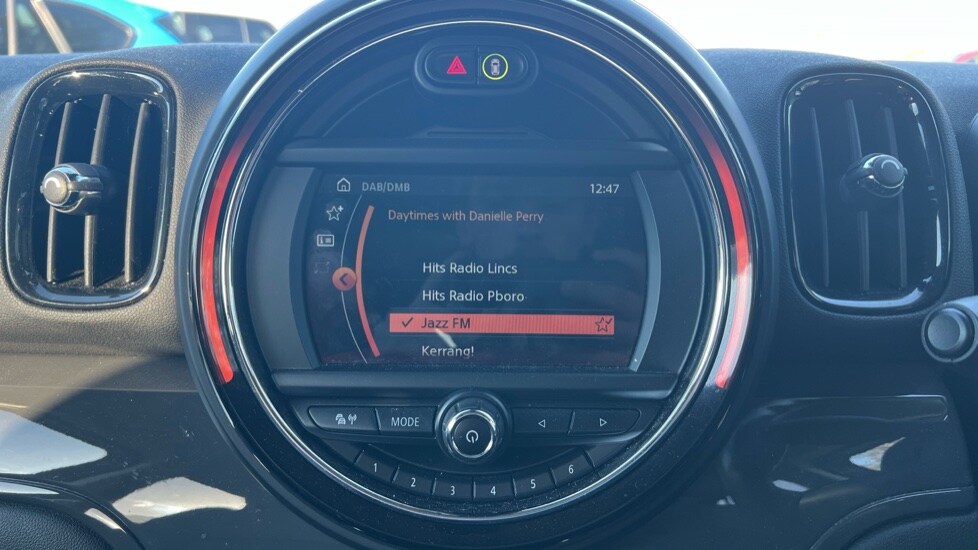 DAB/DMB
12:47
Daytimes with Danielle Perry
Hits Radio Lincs
Hits Radio Pboro
Jazz FM
Kerrang!
MODE
1
2
3
4
5
6